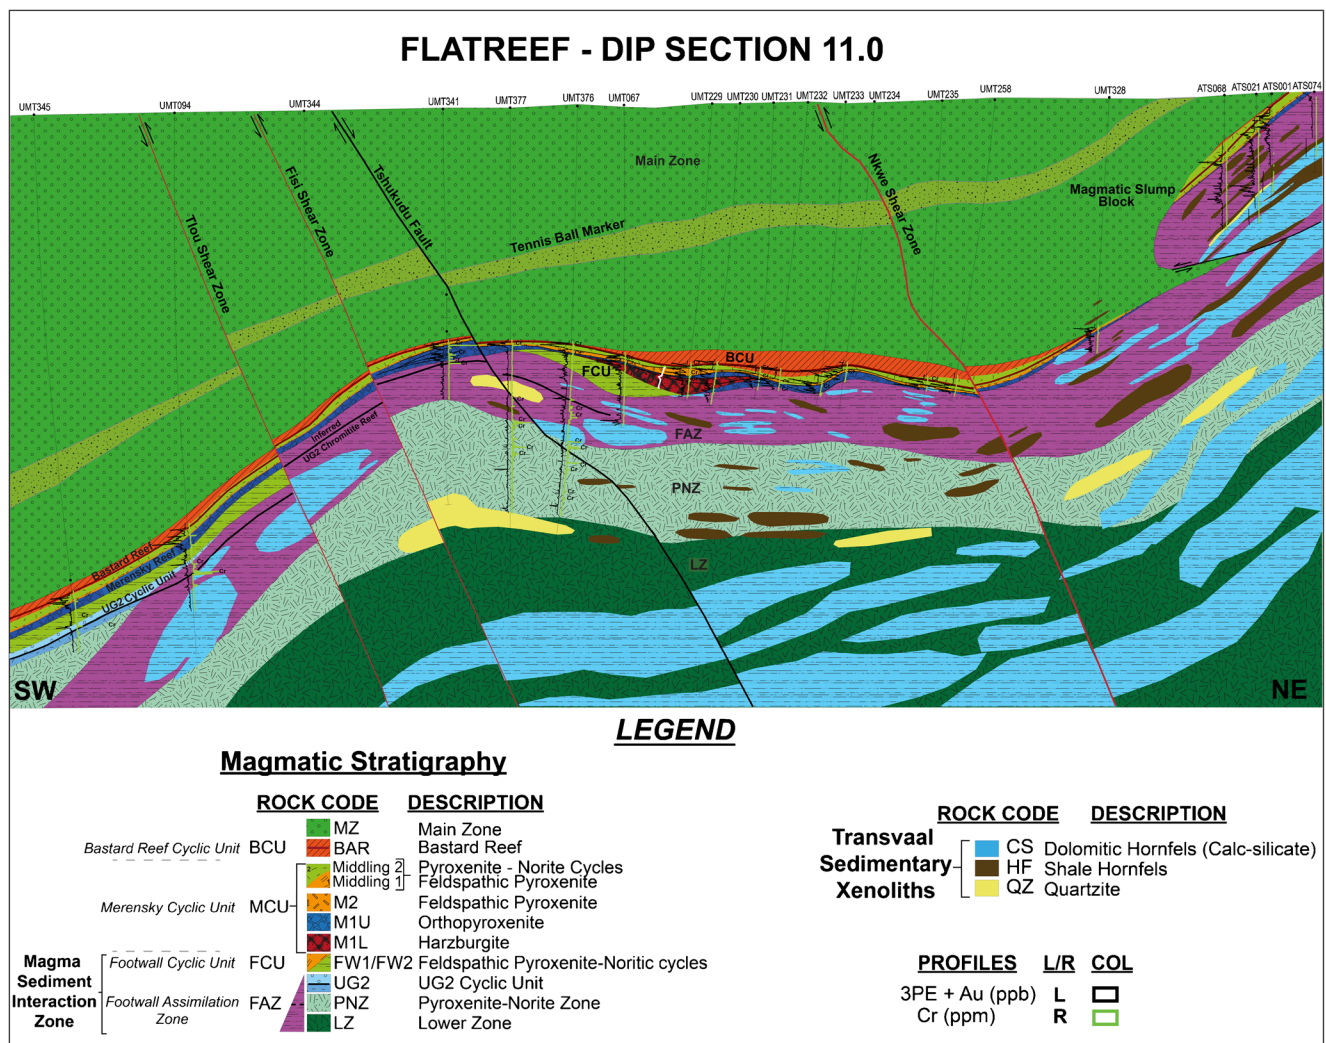 FLATREEF - DIP SECTION 11.0
UMT345
UMT094
UMT344
UMT341
UMT377
UMT376
UMT067
UMT229
UMT230
UMT231
UMT232
UMT233
UMT234
UMT235
UMT258
UMT328
ATS068
ATS021
ATS001
ATS074
Main Zone
Magmatic Slump
Block
Tlou Shear Zone
Fisi Shear Zone
Tshukudu Fault
Nkwe Shear Zone
Tennis Ball Marker
BCU
FCU
FAZ
PNZ
LZ
Inferred
UG2 Chromitite Reef
Bastard Reef
Merensky Reef
UG2 Cyclic Unit
SW
NE
LEGEND
Magmatic Stratigraphy
ROCK CODE DESCRIPTION
MZ Main Zone
Bastard Reef Cyclic Unit BCU BAR Bastard Reef
Middling 2 Pyroxenite - Norite Cycles
Middling 1 Feldspathic Pyroxenite
Merensky Cyclic Unit MCU M2 Feldspathic Pyroxenite
M1U Orthopyroxenite
M1L Harzburgite
Footwall Cyclic Unit FCU FW1/FW2 Feldspathic Pyroxenite-Noritic cycles
UG2 UG2 Cyclic Unit
Footwall Assimilation
Zone
FAZ PNZ Pyroxenite-Norite Zone
LZ Lower Zone
Magma
Sediment
Interaction
Zone
ROCK CODE DESCRIPTION
Transvaal
Sedimentary
Xenoliths
CS Dolomitic Hornfels (Calc-silicate)
HF Shale Hornfels
QZ Quartzite
PROFILES L/R COL
3PE + Au (ppb) L
Cr (ppm) R